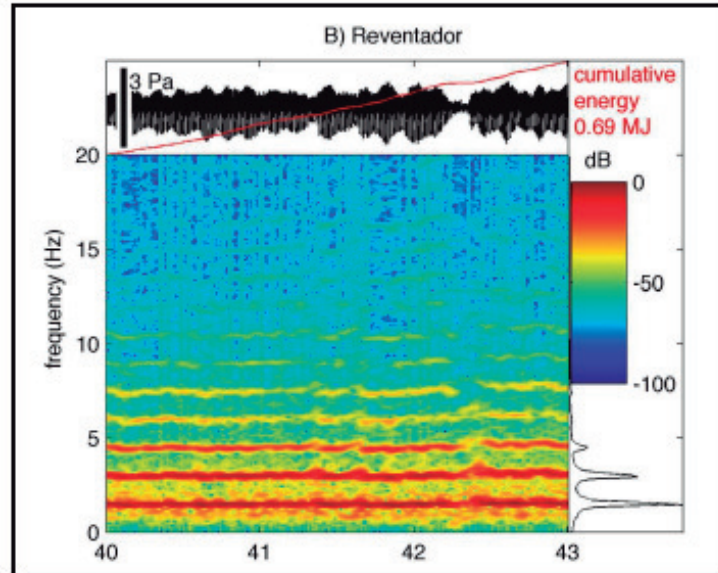 B) Reventador
3 Pa
cumulative
energy
0.69 MJ
dB
0
-50
-100
20
15
10
5
0
frequency (Hz)
40 41 42 43